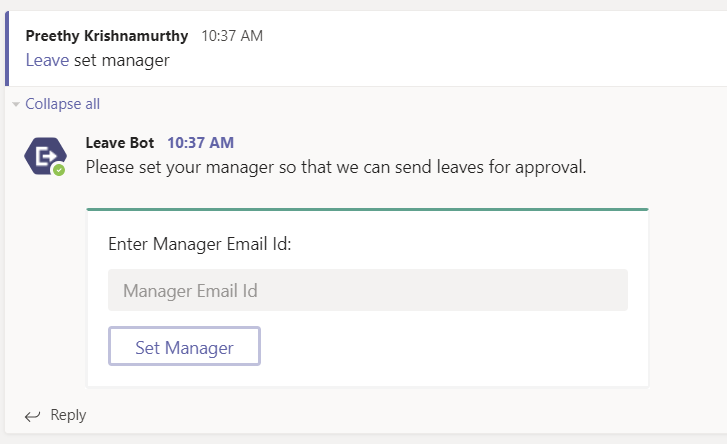 Preethy Krishnamurthy 10:37 AM
Leave set manager
Collapse all
Leave Bot 10:37 AM
Please set your manager so that we can send leaves for approval.
Enter Manager Email Id:
Manager Email Id
Set Manager
Reply